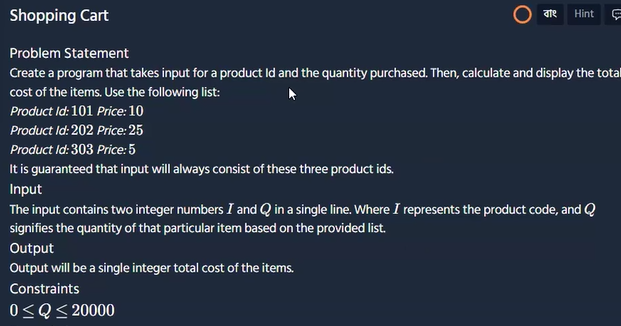 Shopping Cart
বাং Hint
Problem Statement
Create a program that takes input for a product Id and the quantity purchased. Then, calculate and display the total
cost of the items. Use the following list:
Product Id: 101 Price: 10
Product Id: 202 Price: 25
Product Id: 303 Price: 5
It is guaranteed that input will always consist of these three product ids.
Input
The input contains two integer numbers I and Q in a single line. Where I represents the product code, and Q
signifies the quantity of that particular item based on the provided list.
Output
Output will be a single integer total cost of the items.
Constraints
0 ≤ Q ≤ 20000